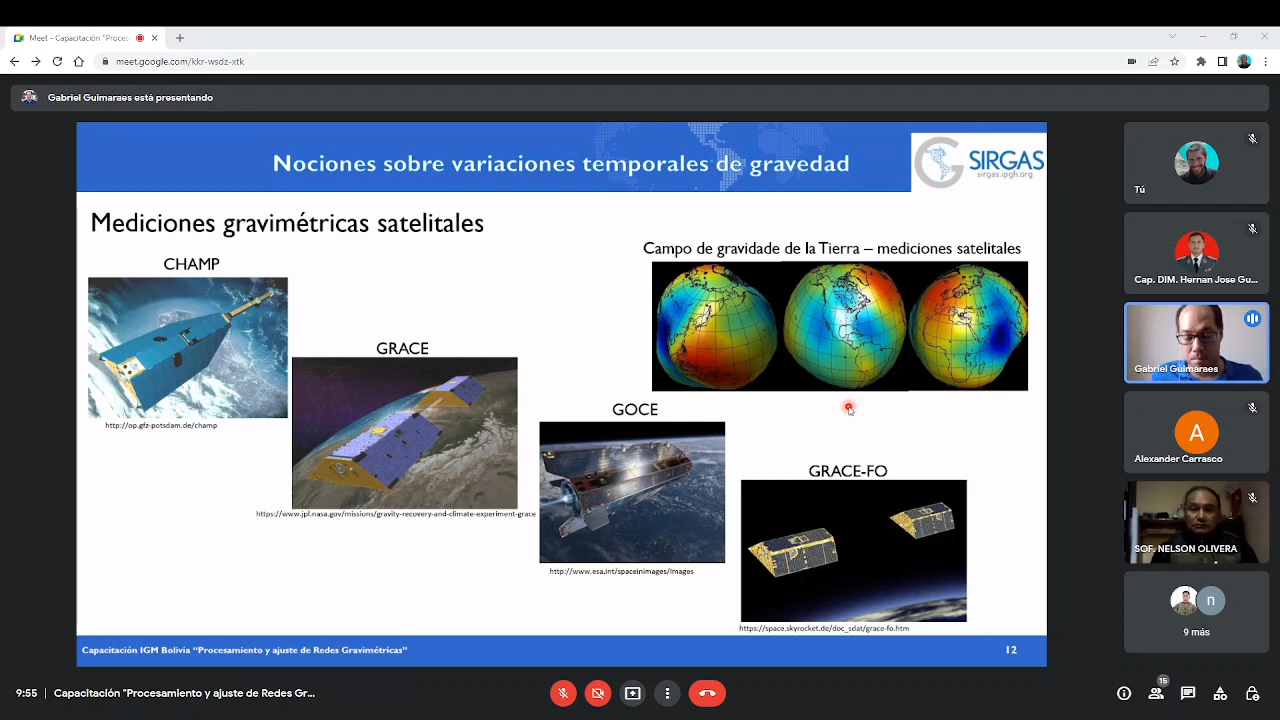 Meet - Capacitación "Proces
meet.google.com/kkr-wsdz-xtk
Gabriel Guimaraes está presentando
Nociones sobre variaciones temporales de gravedad
SIRGAS
sirgas.ipgh.org
Mediciones gravimétricas satelitales
Campo de gravidade de la Tierra – mediciones satelitales
CHAMP
http://op.gfz-potsdam.de/champ
GRACE
https://www.jpl.nasa.gov/missions/gravity-recovery-and-climate-experiment-grace
GOCE
http://www.esa.int/spaceinimages/Images
GRACE-FO
https://space.skyrocket.de/doc_sdat/grace-fo.htm
Capacitación IGM Bolivia "Procesamiento y ajuste de Redes Gravimétricas"
12
Tú
Cap. DIM. Hernan Jose Gu...
Gabriel Guimaraes
A
Alexander Carrasco
SOF. NELSON OLIVERA
n
9 más
9:55
Capacitación "Procesamiento y ajuste de Redes Gr...
15